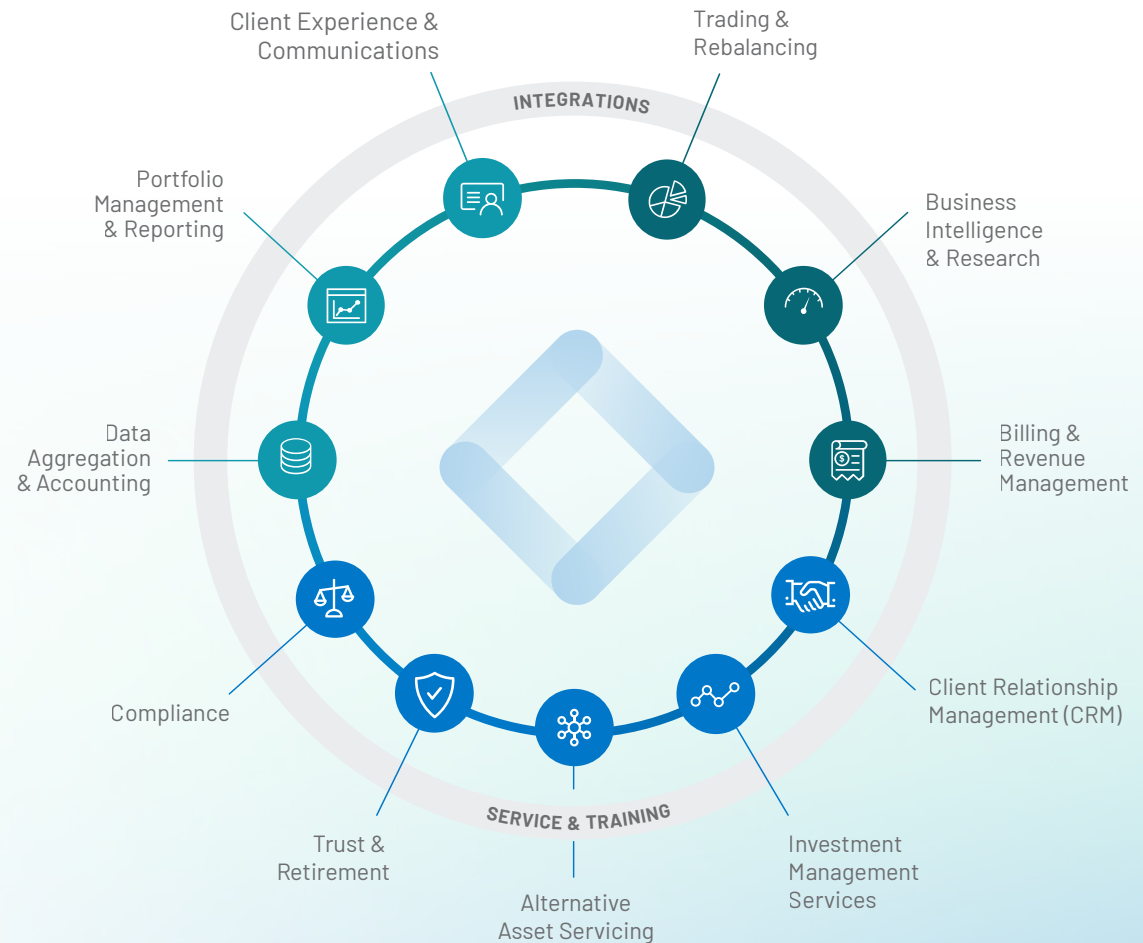 Client Experience &
Communications
Trading &
Rebalancing
INTEGRATIONS
Portfolio
Management
& Reporting
Business
Intelligence
& Research
Data
Aggregation
& Accounting
Billing &
Revenue
Management
$
Compliance
Client Relationship
Management (CRM)
SERVICE & TRAINING
Trust &
Retirement
Investment
Management
Services
Alternative
Asset Servicing